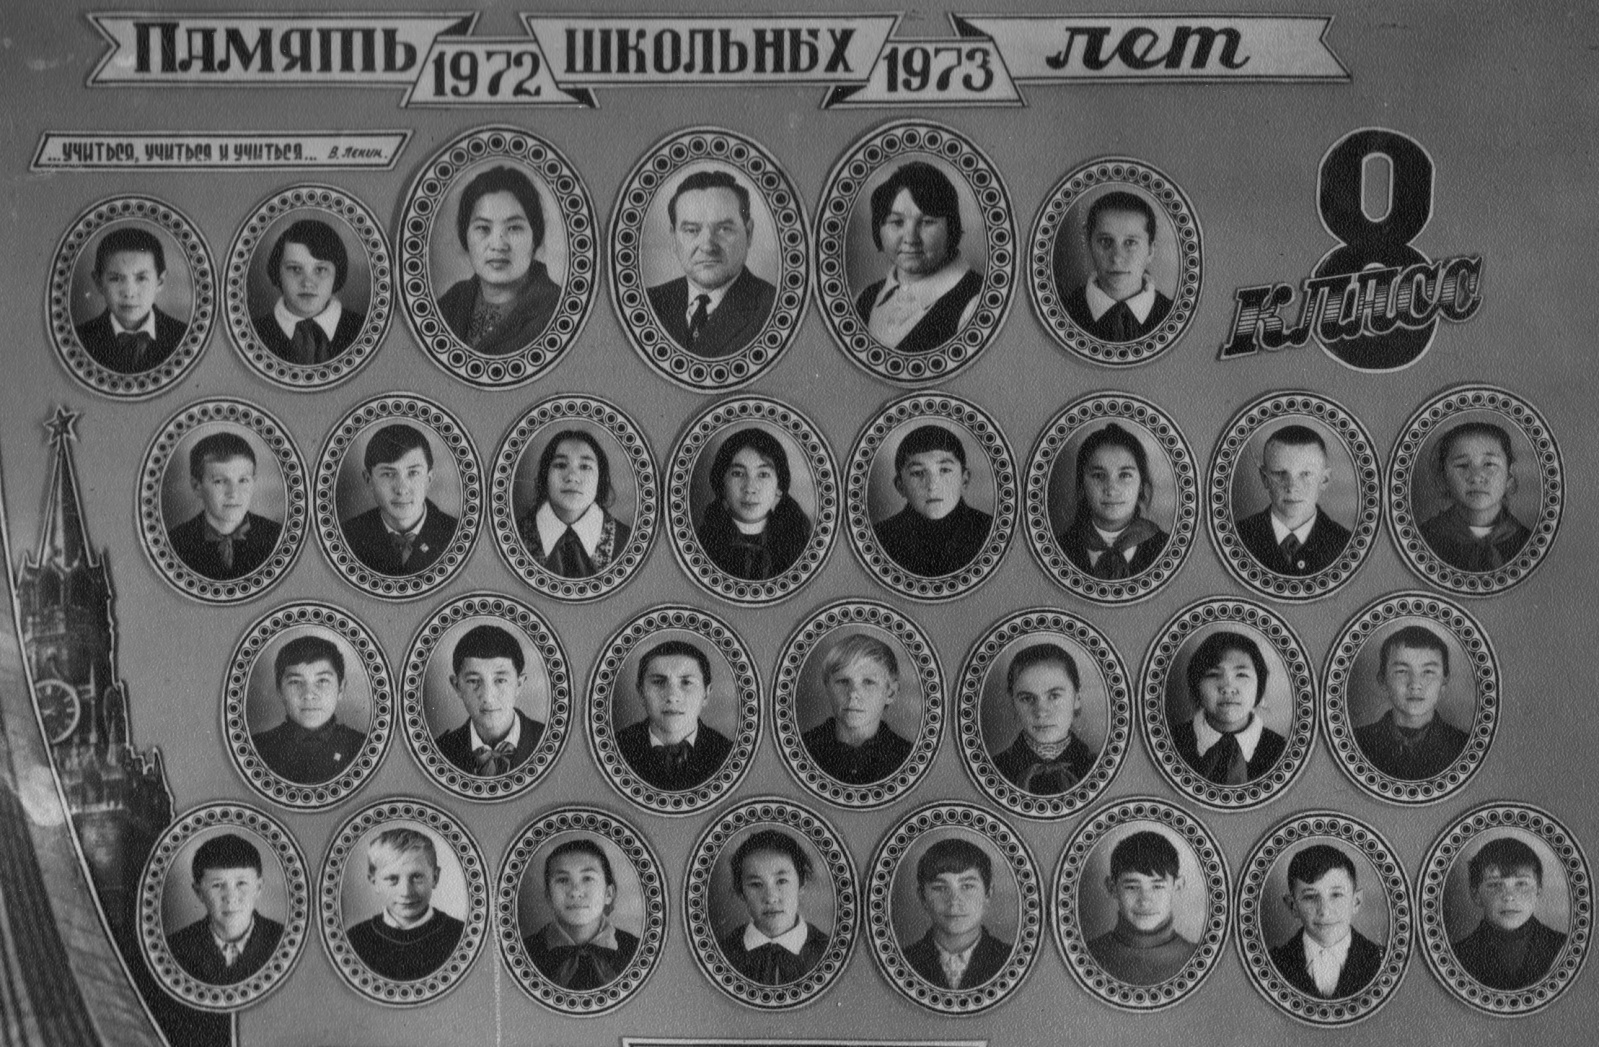 ПАМЯТЬ 1972 ШКОЛЬНЫХ 1973 лет
...УЧИТЬСЯ, УЧИТЬСЯ И УЧИТЬСЯ... В. ЛЕНИН.
8
класс